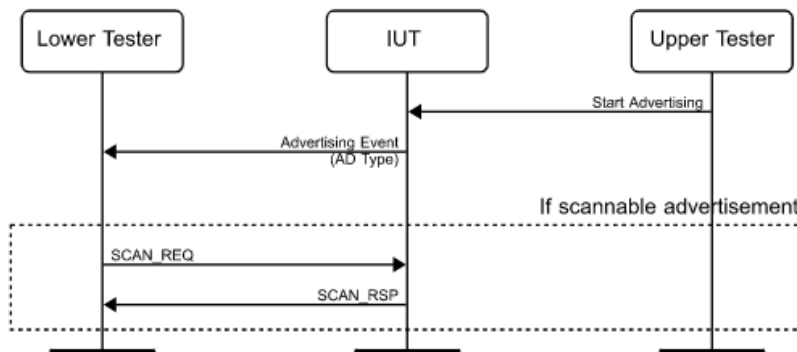 Lower Tester
IUT
Upper Tester
Start Advertising
Advertising Event
(AD Type)
If scannable advertisement
SCAN_REQ
SCAN_RSP